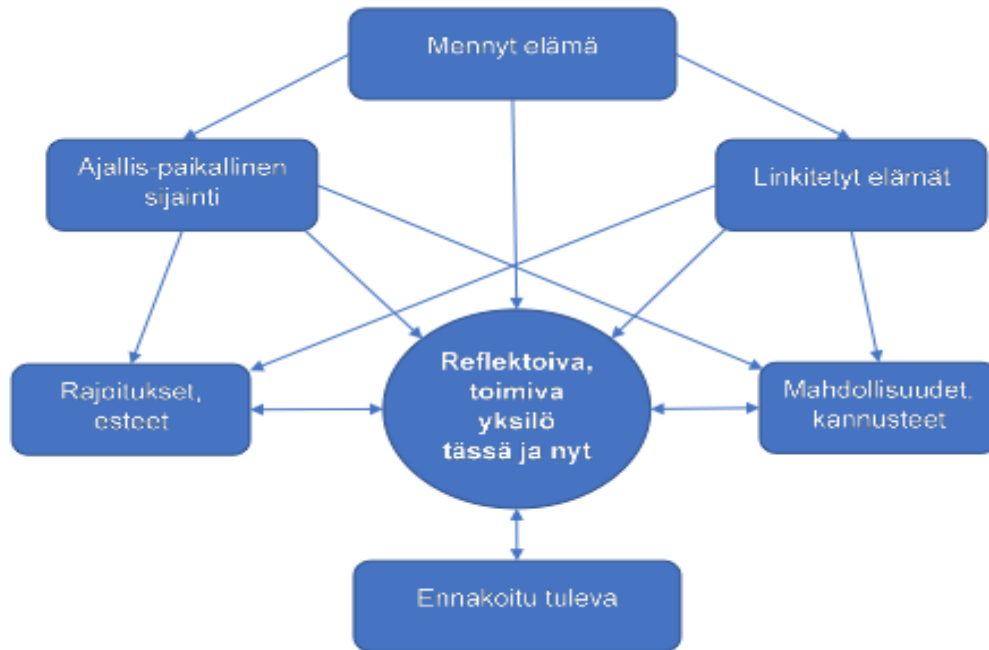 Mennyt elämä
Ajallis-paikallinen
sijainti
Linkitetyt elämät
Rajoitukset,
esteet
Reflektoiva,
toimiva
yksilö
tässä ja nyt
Mahdollisuudet,
kannusteet
Ennakoitu tuleva